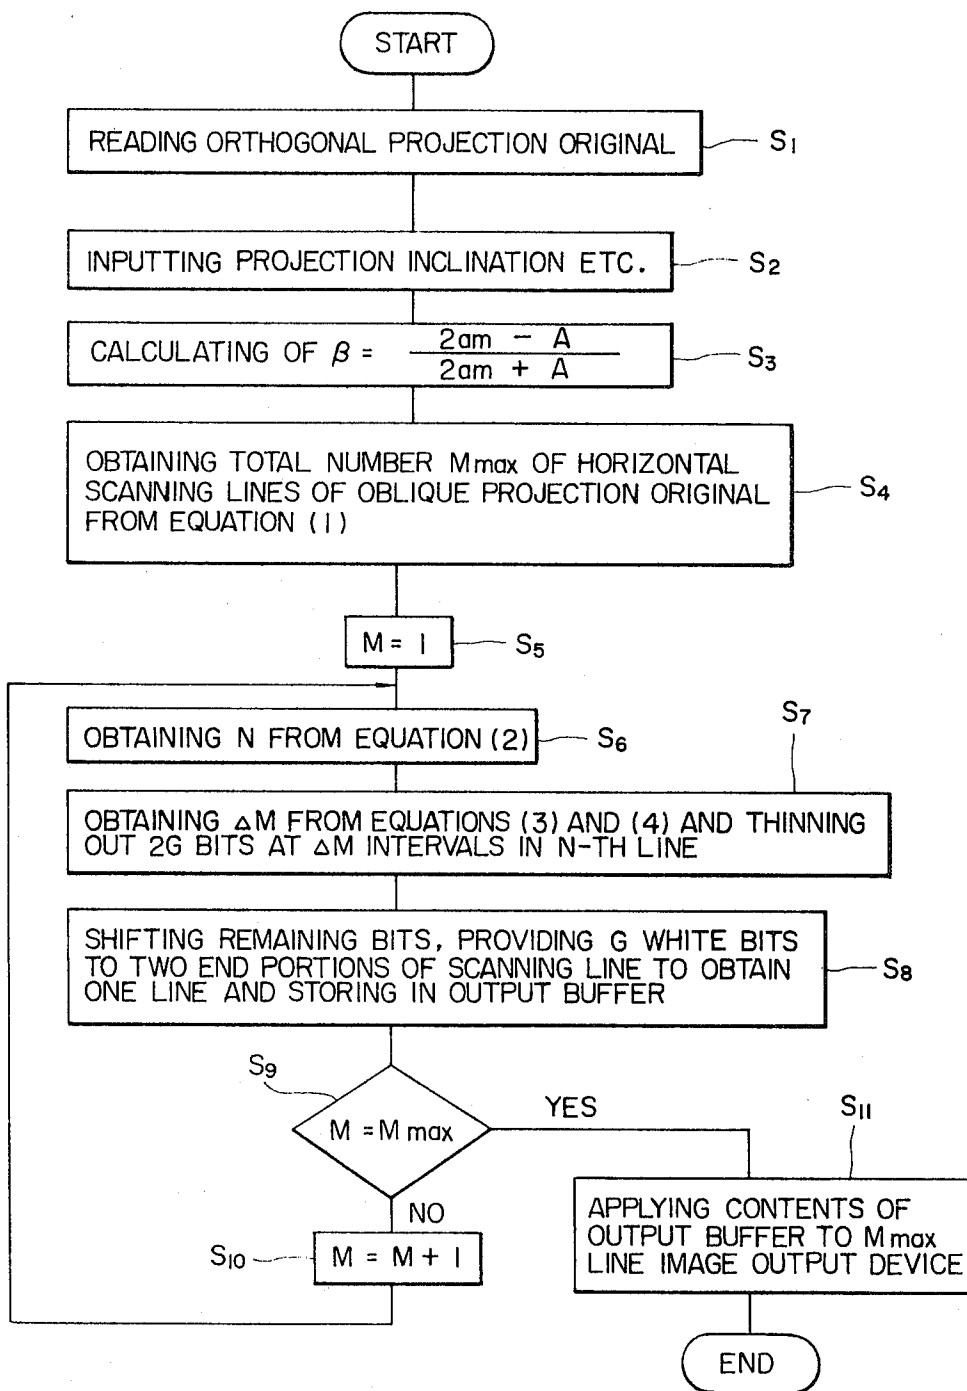 START
READING ORTHOGONAL PROJECTION ORIGINAL
S1
INPUTTING PROJECTION INCLINATION ETC.
S2
CALCULATING OF β = 2am - A
2am + A
S3
OBTAINING TOTAL NUMBER Mmax OF HORIZONTAL
SCANNING LINES OF OBLIQUE PROJECTION ORIGINAL
FROM EQUATION (1)
S4
M = 1
S5
OBTAINING N FROM EQUATION (2)
S6
S7
OBTAINING ΔM FROM EQUATIONS (3) AND (4) AND THINNING
OUT 2G BITS AT ΔM INTERVALS IN N-TH LINE
SHIFTING REMAINING BITS, PROVIDING G WHITE BITS
TO TWO END PORTIONS OF SCANNING LINE TO OBTAIN
ONE LINE AND STORING IN OUTPUT BUFFER
S8
S9
M = Mmax
YES
NO
S10
M = M + 1
S11
APPLYING CONTENTS OF
OUTPUT BUFFER TO Mmax
LINE IMAGE OUTPUT DEVICE
END